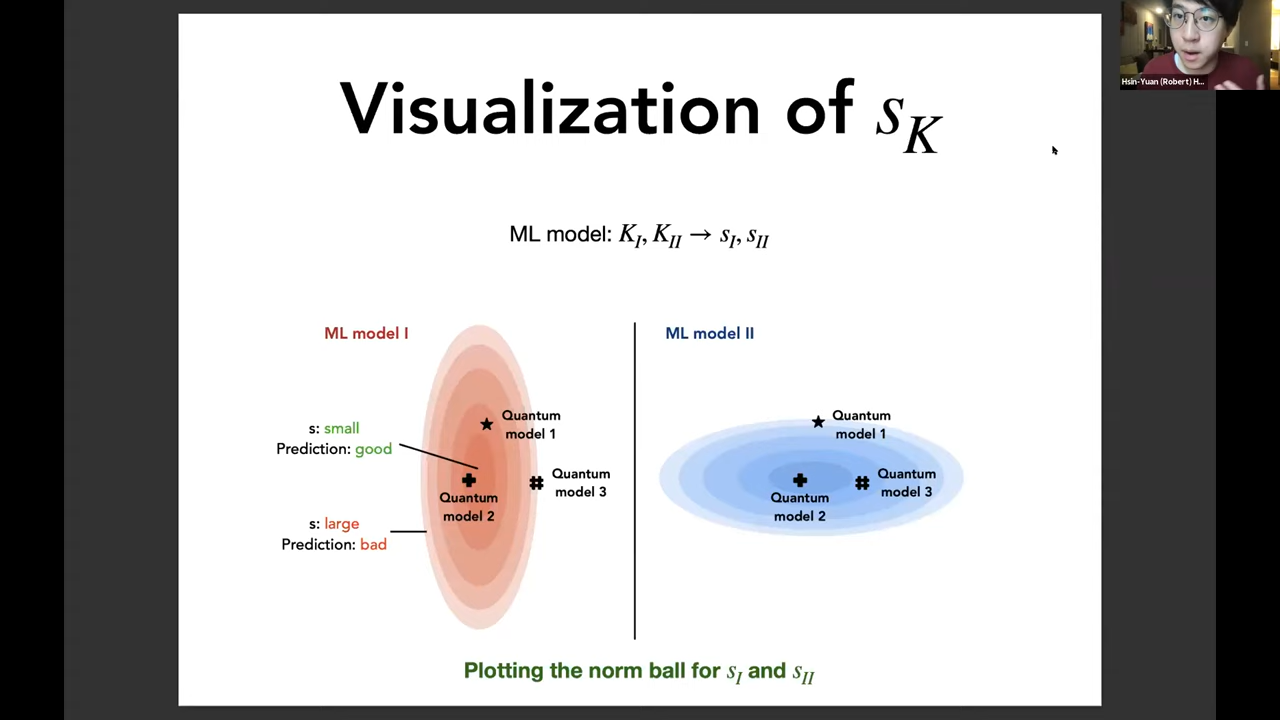 Visualization of s_K
Hsin-Yuan (Robert) H...
ML model: K_I, K_II → s_I, s_II
ML model I
s: small
Prediction: good
s: large
Prediction: bad
Quantum
model 1
Quantum
model 2
Quantum
model 3
ML model II
Quantum
model 1
Quantum
model 2
Quantum
model 3
Plotting the norm ball for s_I and s_II